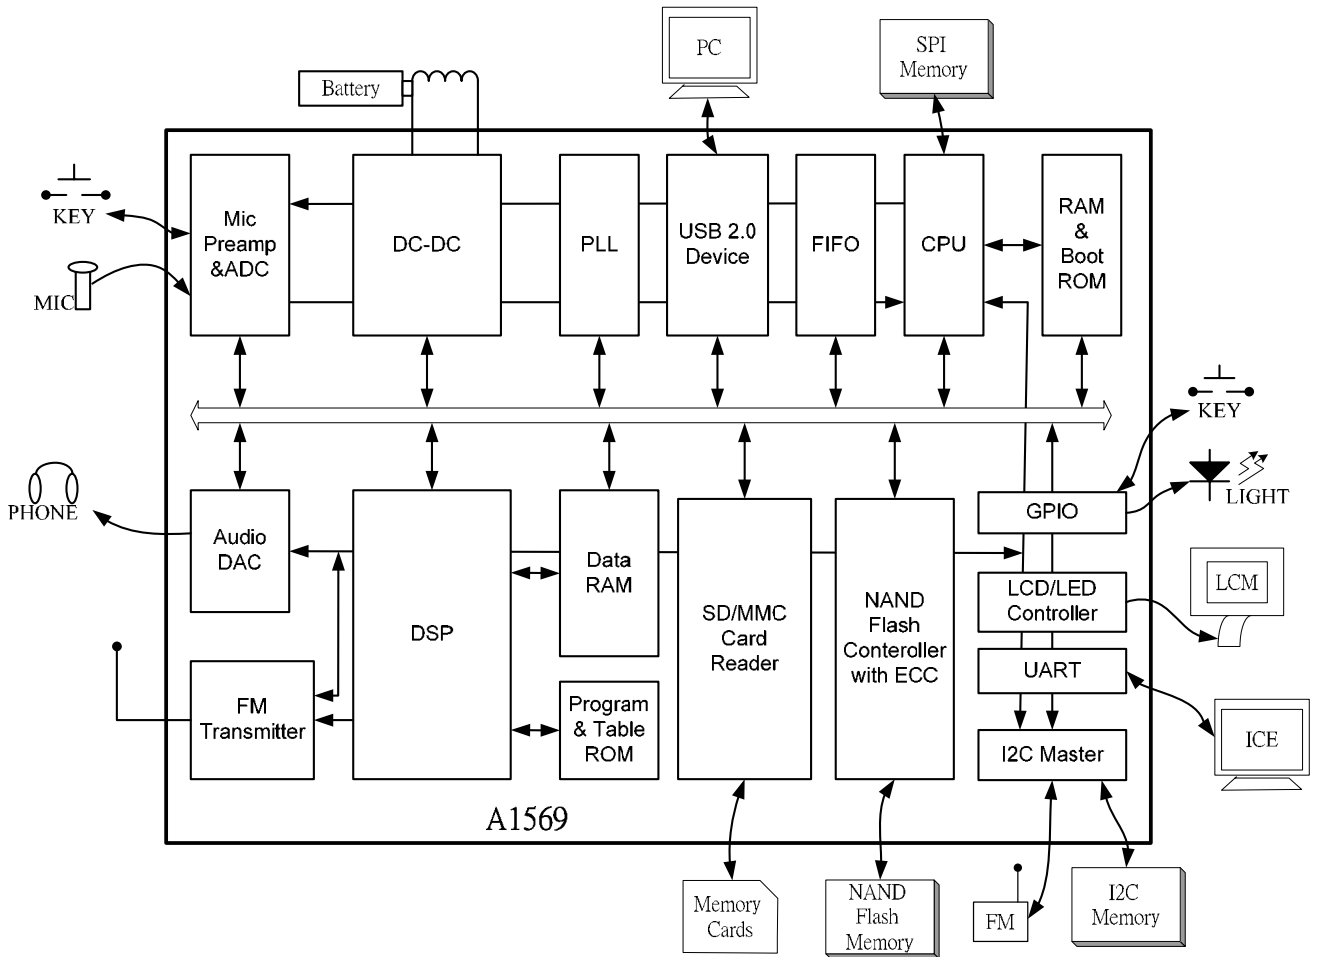 PC
SPI
Memory
Battery
KEY
MIC
Mic
Preamp
&ADC
DC-DC
PLL
USB 2.0
Device
FIFO
CPU
RAM
&
Boot
ROM
KEY
LIGHT
PHONE
Audio
DAC
DSP
Data
RAM
SD/MMC
Card
Reader
NAND
Flash
Conteroller
with ECC
GPIO
LCD/LED
Controller
LCM
UART
FM
Transmitter
Program
& Table
ROM
I2C Master
ICE
A1569
Memory
Cards
NAND
Flash
Memory
FM
I2C
Memory